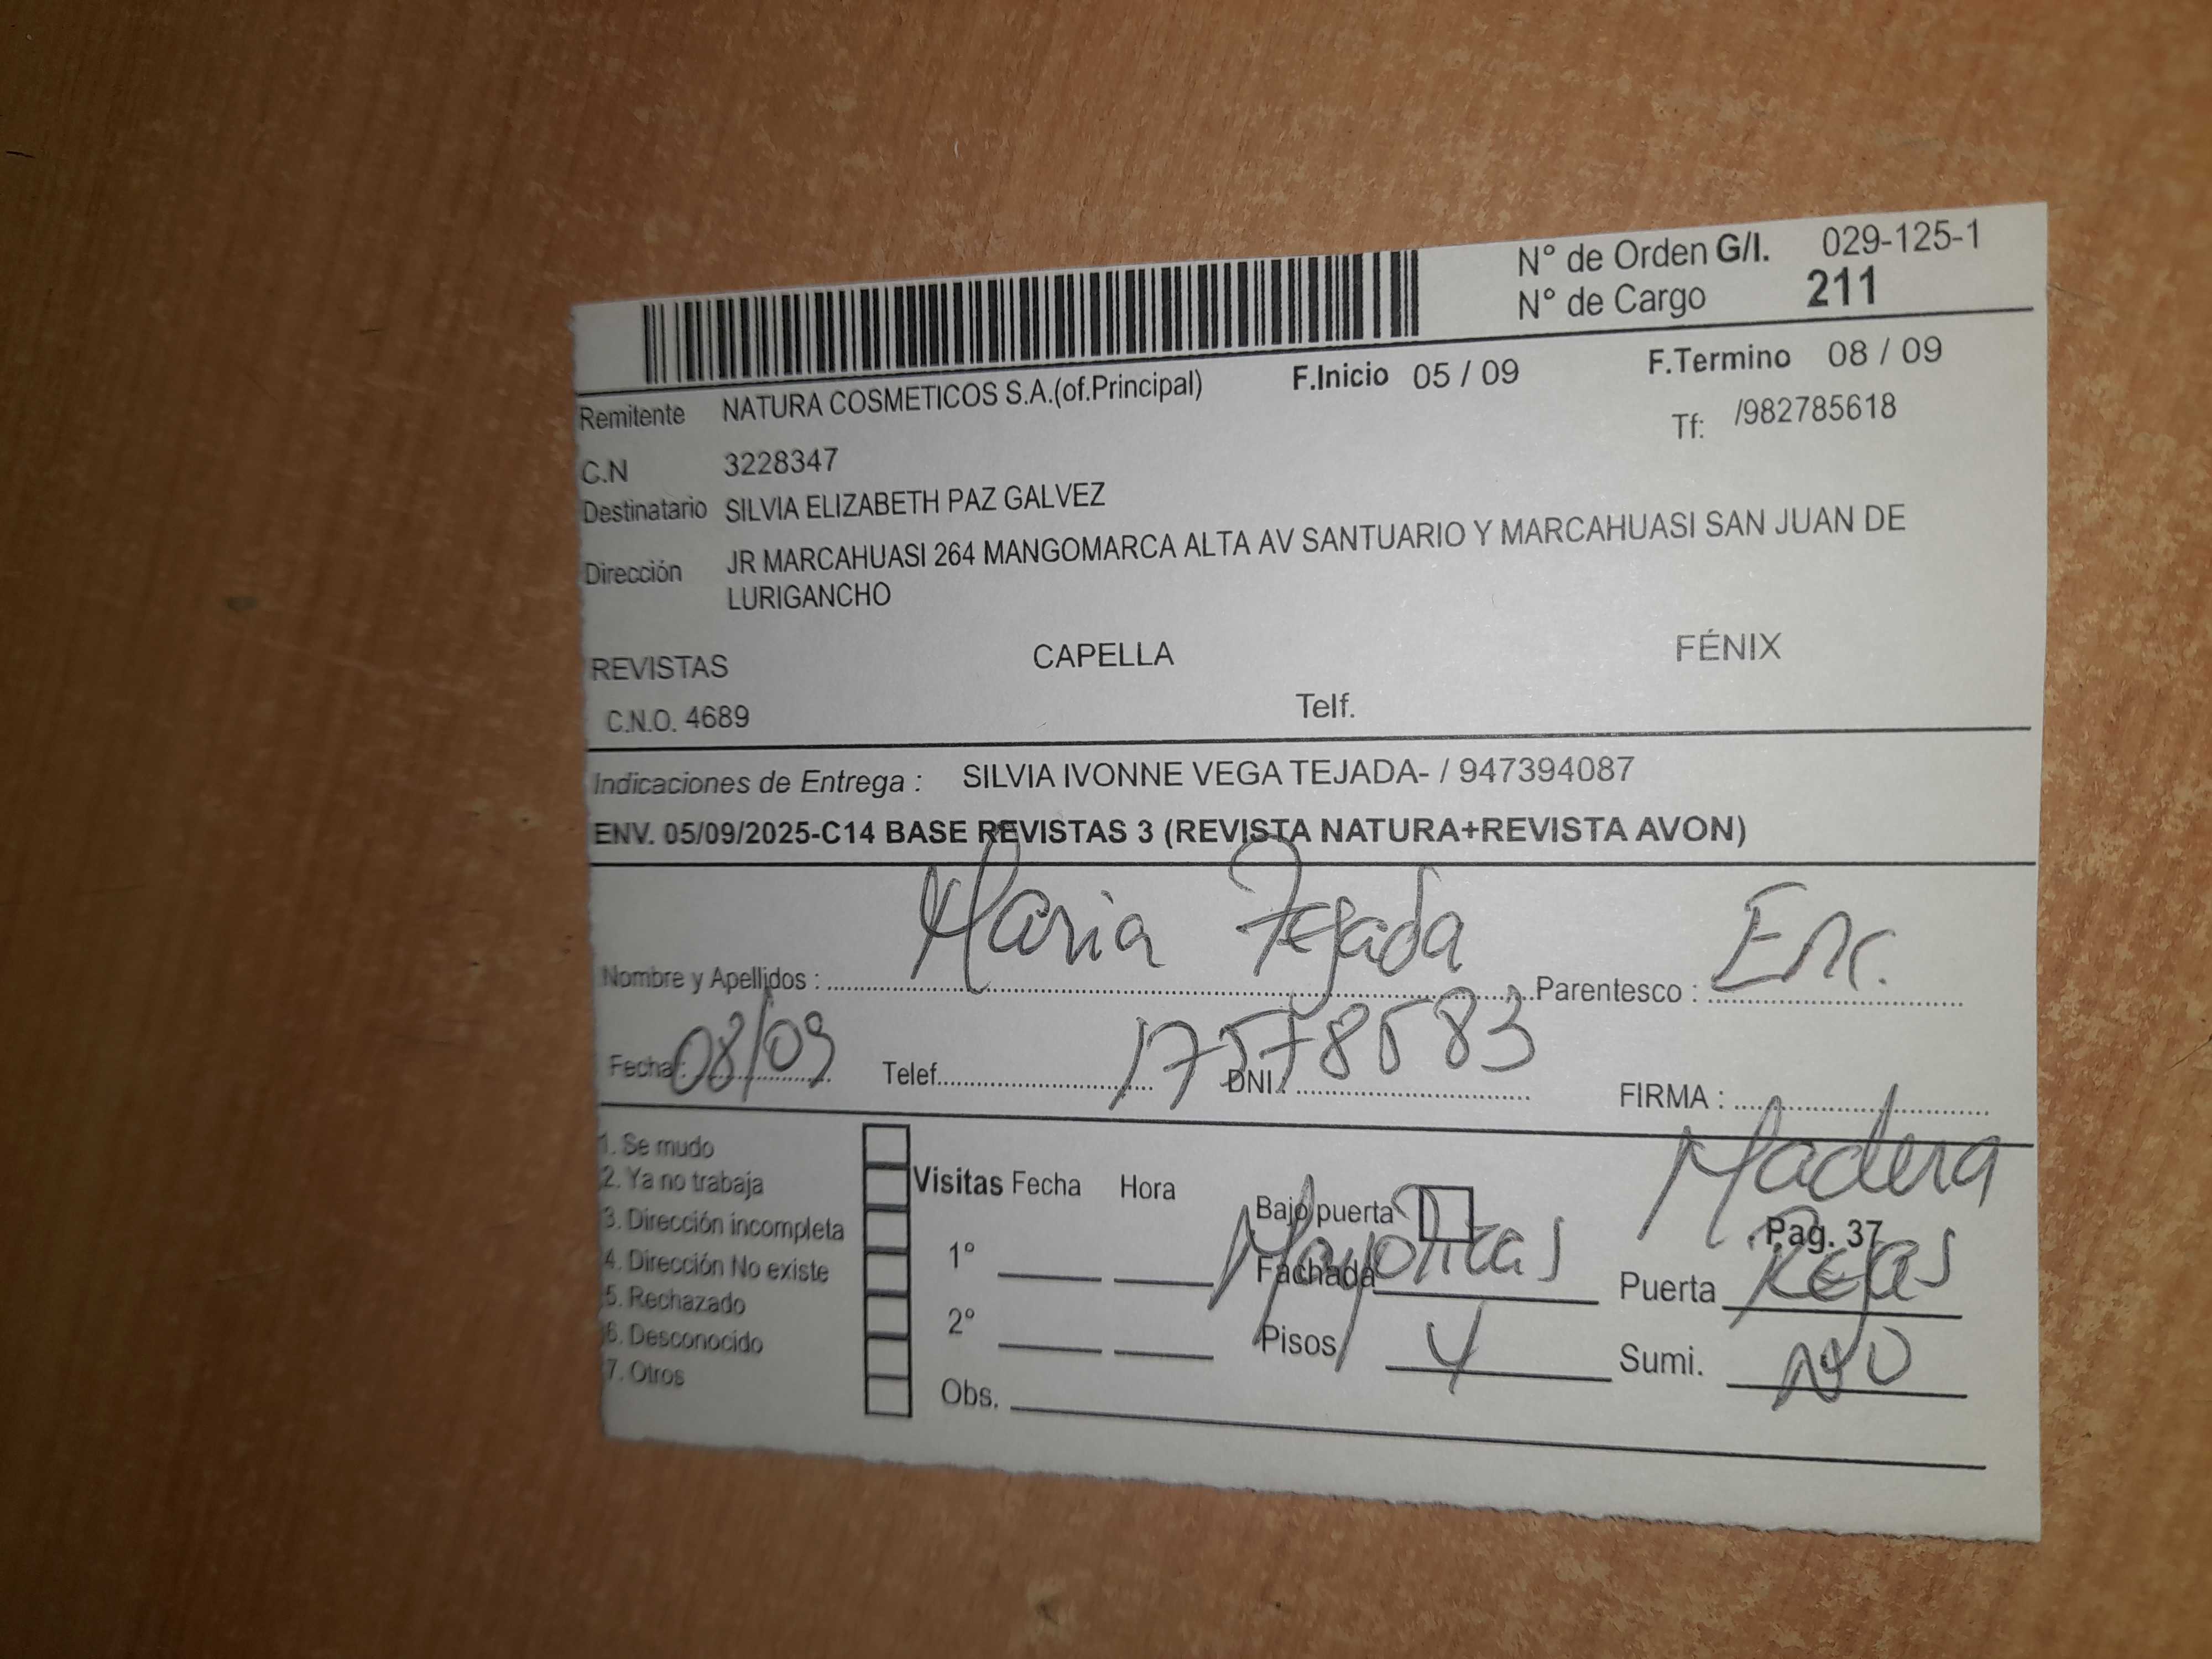 N° de Orden G/I. 029-125-1
N° de Cargo 211
Remitente NATURA COSMETICOS S.A.(of.Principal) F.Inicio 05 / 09 F.Termino 08 / 09
C.N 3228347 Tf: /982785618
Destinatario SILVIA ELIZABETH PAZ GALVEZ
Dirección JR MARCAHUASI 264 MANGOMARCA ALTA AV SANTUARIO Y MARCAHUASI SAN JUAN DE
LURIGANCHO
REVISTAS CAPELLA FÉNIX
C.N.O. 4689 Telf.
Indicaciones de Entrega : SILVIA IVONNE VEGA TEJADA- / 947394087
ENV. 05/09/2025-C14 BASE REVISTAS 3 (REVISTA NATURA+REVISTA AVON)
Nombre y Apellidos : Maria Tejada Parentesco : Enc.
Fecha : 08/09 Telef. DNI.: 17578583 FIRMA :
1. Se mudo
2. Ya no trabaja Visitas Fecha Hora Madera
3. Dirección incompleta Bajo puerta Pag. 37
4. Dirección No existe 1° Fachada Mayolicas Puerta Rejas
5. Rechazado
6. Desconocido 2° Pisos 4 Sumi. NO
7. Otros Obs.